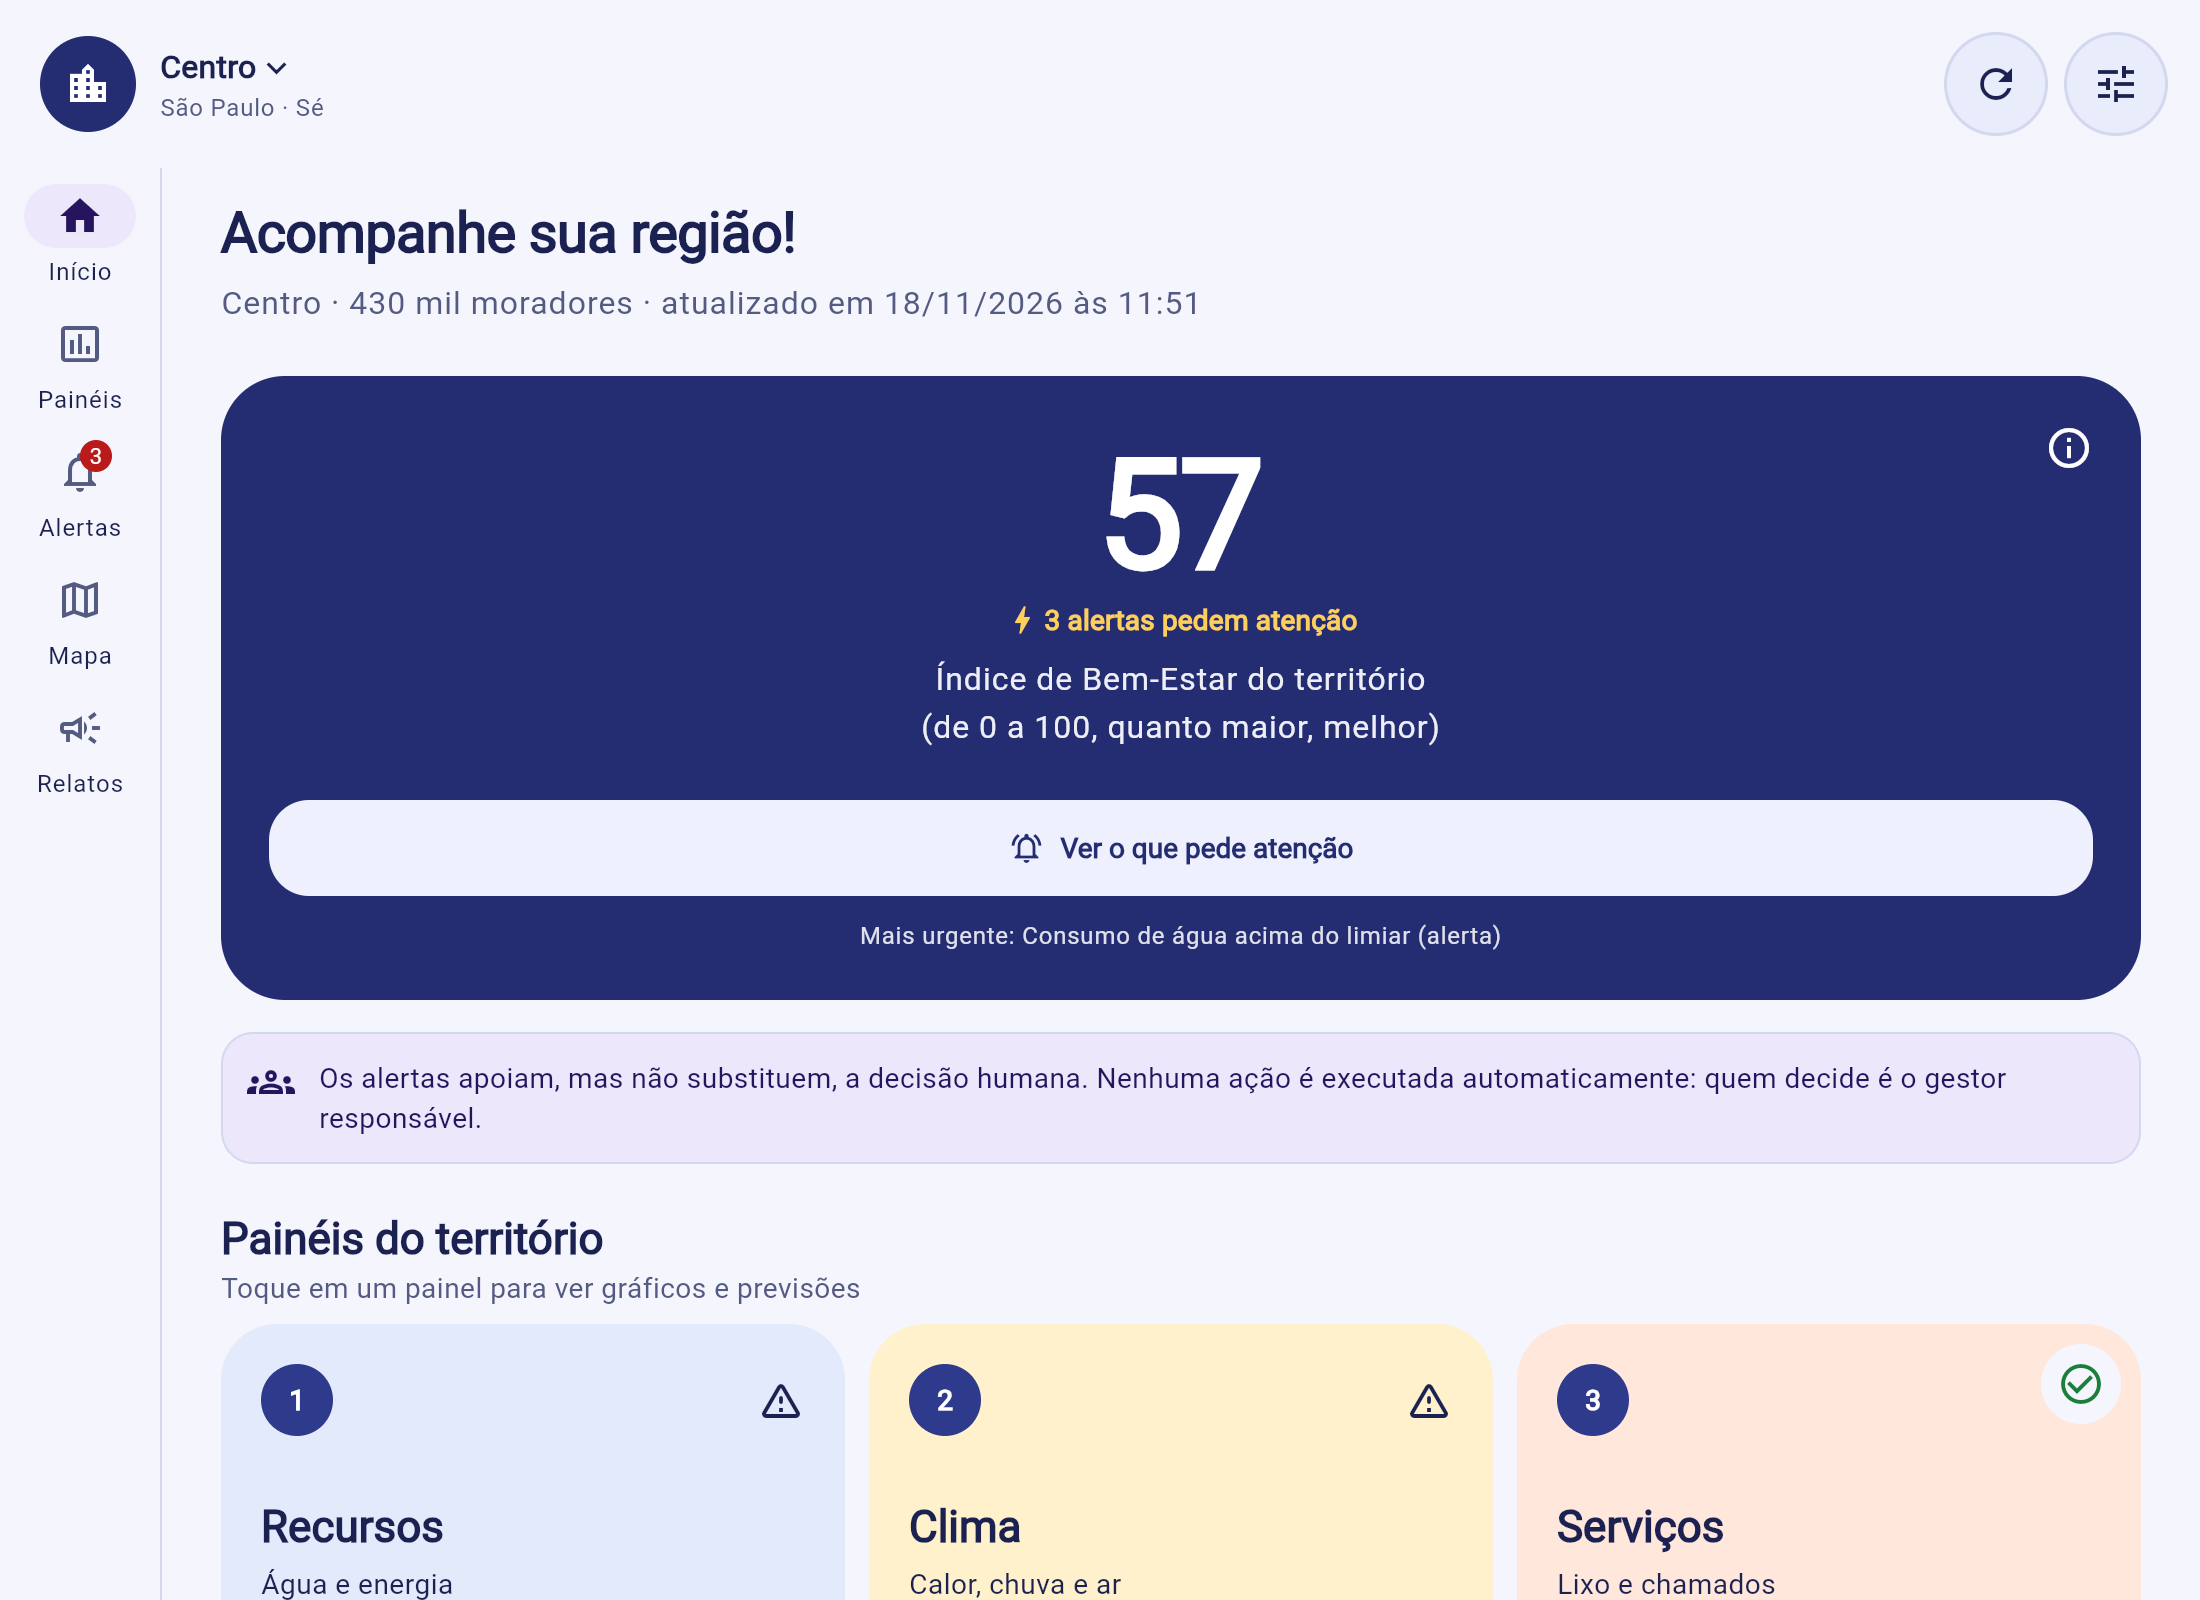 Centro
São Paulo · Sé
Início
Painéis
3
Alertas
Mapa
Relatos
Acompanhe sua região!
Centro · 430 mil moradores · atualizado em 18/11/2026 às 11:51
57
3 alertas pedem atenção
Índice de Bem-Estar do território
(de 0 a 100, quanto maior, melhor)
Ver o que pede atenção
Mais urgente: Consumo de água acima do limiar (alerta)
Os alertas apoiam, mas não substituem, a decisão humana. Nenhuma ação é executada automaticamente: quem decide é o gestor
responsável.
Painéis do território
Toque em um painel para ver gráficos e previsões
1
Recursos
Água e energia
2
Clima
Calor, chuva e ar
3
Serviços
Lixo e chamados